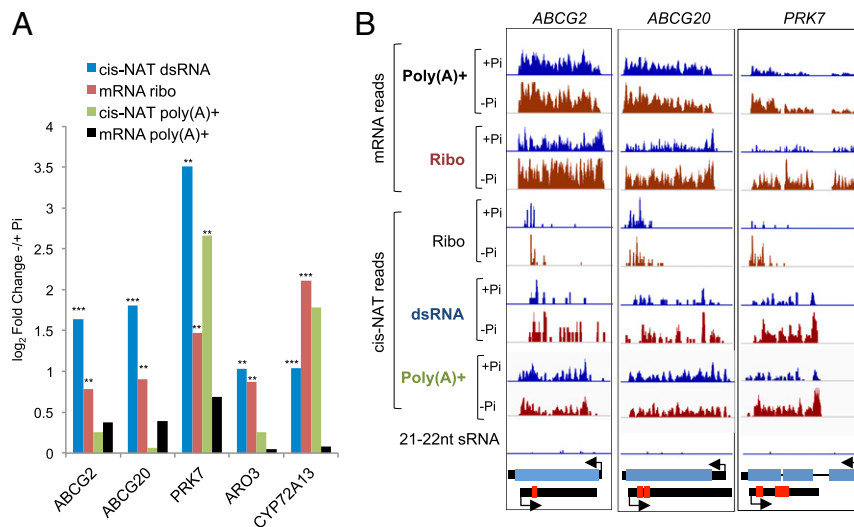 A
cis-NAT dsRNA
mRNA ribo
cis-NAT poly(A)+
mRNA poly(A)+
log2 Fold Change -/+ Pi
4
3.5
3
2.5
2
1.5
1
0.5
0
***
**
***
**
**
**
**
**
**
***
***
ABCG2
ABCG20
PRK7
ARO3
CYP72A13
B
ABCG2
ABCG20
PRK7
mRNA reads
Poly(A)+
+Pi
-Pi
Ribo
+Pi
-Pi
cis-NAT reads
Ribo
+Pi
-Pi
dsRNA
+Pi
-Pi
Poly(A)+
+Pi
-Pi
21-22nt sRNA